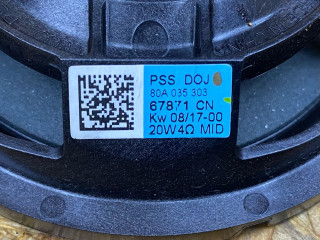 PSS DOJ
80A 035 303
67871 CN
Kw 08/17-00
20W4Ω MID